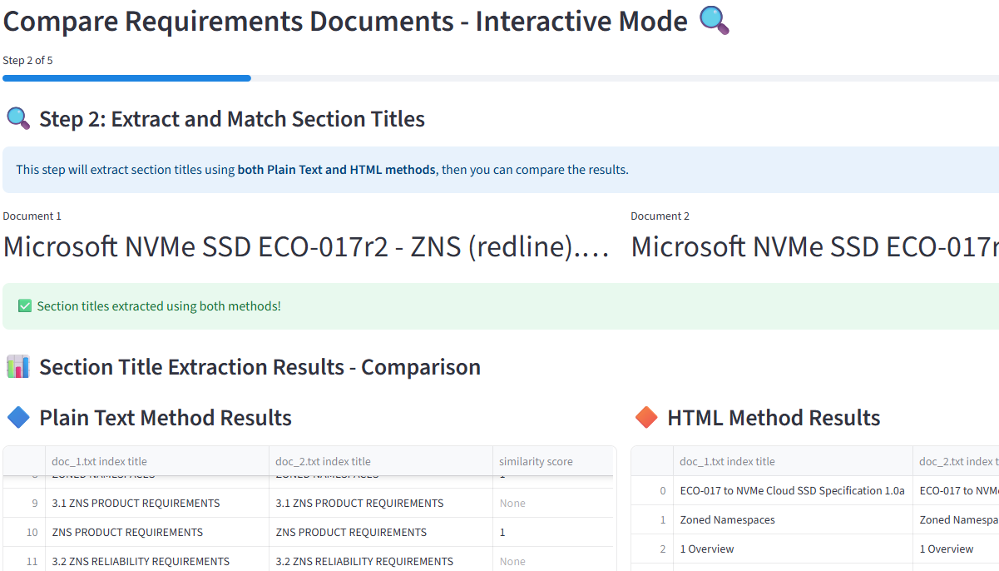 Compare Requirements Documents - Interactive Mode
Step 2 of 5
Step 2: Extract and Match Section Titles
This step will extract section titles using both Plain Text and HTML methods, then you can compare the results.
Document 1
Document 2
Microsoft NVMe SSD ECO-017r2 - ZNS (redline)....
Microsoft NVMe SSD ECO-017r
Section titles extracted using both methods!
Section Title Extraction Results - Comparison
Plain Text Method Results
HTML Method Results
doc_1.txt index title doc_2.txt index title similarity score
ZONED NAMESPACES ZONED NAMESPACES 1
9 3.1 ZNS PRODUCT REQUIREMENTS 3.1 ZNS PRODUCT REQUIREMENTS None
10 ZNS PRODUCT REQUIREMENTS ZNS PRODUCT REQUIREMENTS 1
11 3.2 ZNS RELIABILITY REQUIREMENTS 3.2 ZNS RELIABILITY REQUIREMENTS None
doc_1.txt index title doc_2.txt index t
0 ECO-017 to NVMe Cloud SSD Specification 1.0a ECO-017 to NVMe
1 Zoned Namespaces Zoned Namespa
2 1 Overview 1 Overview